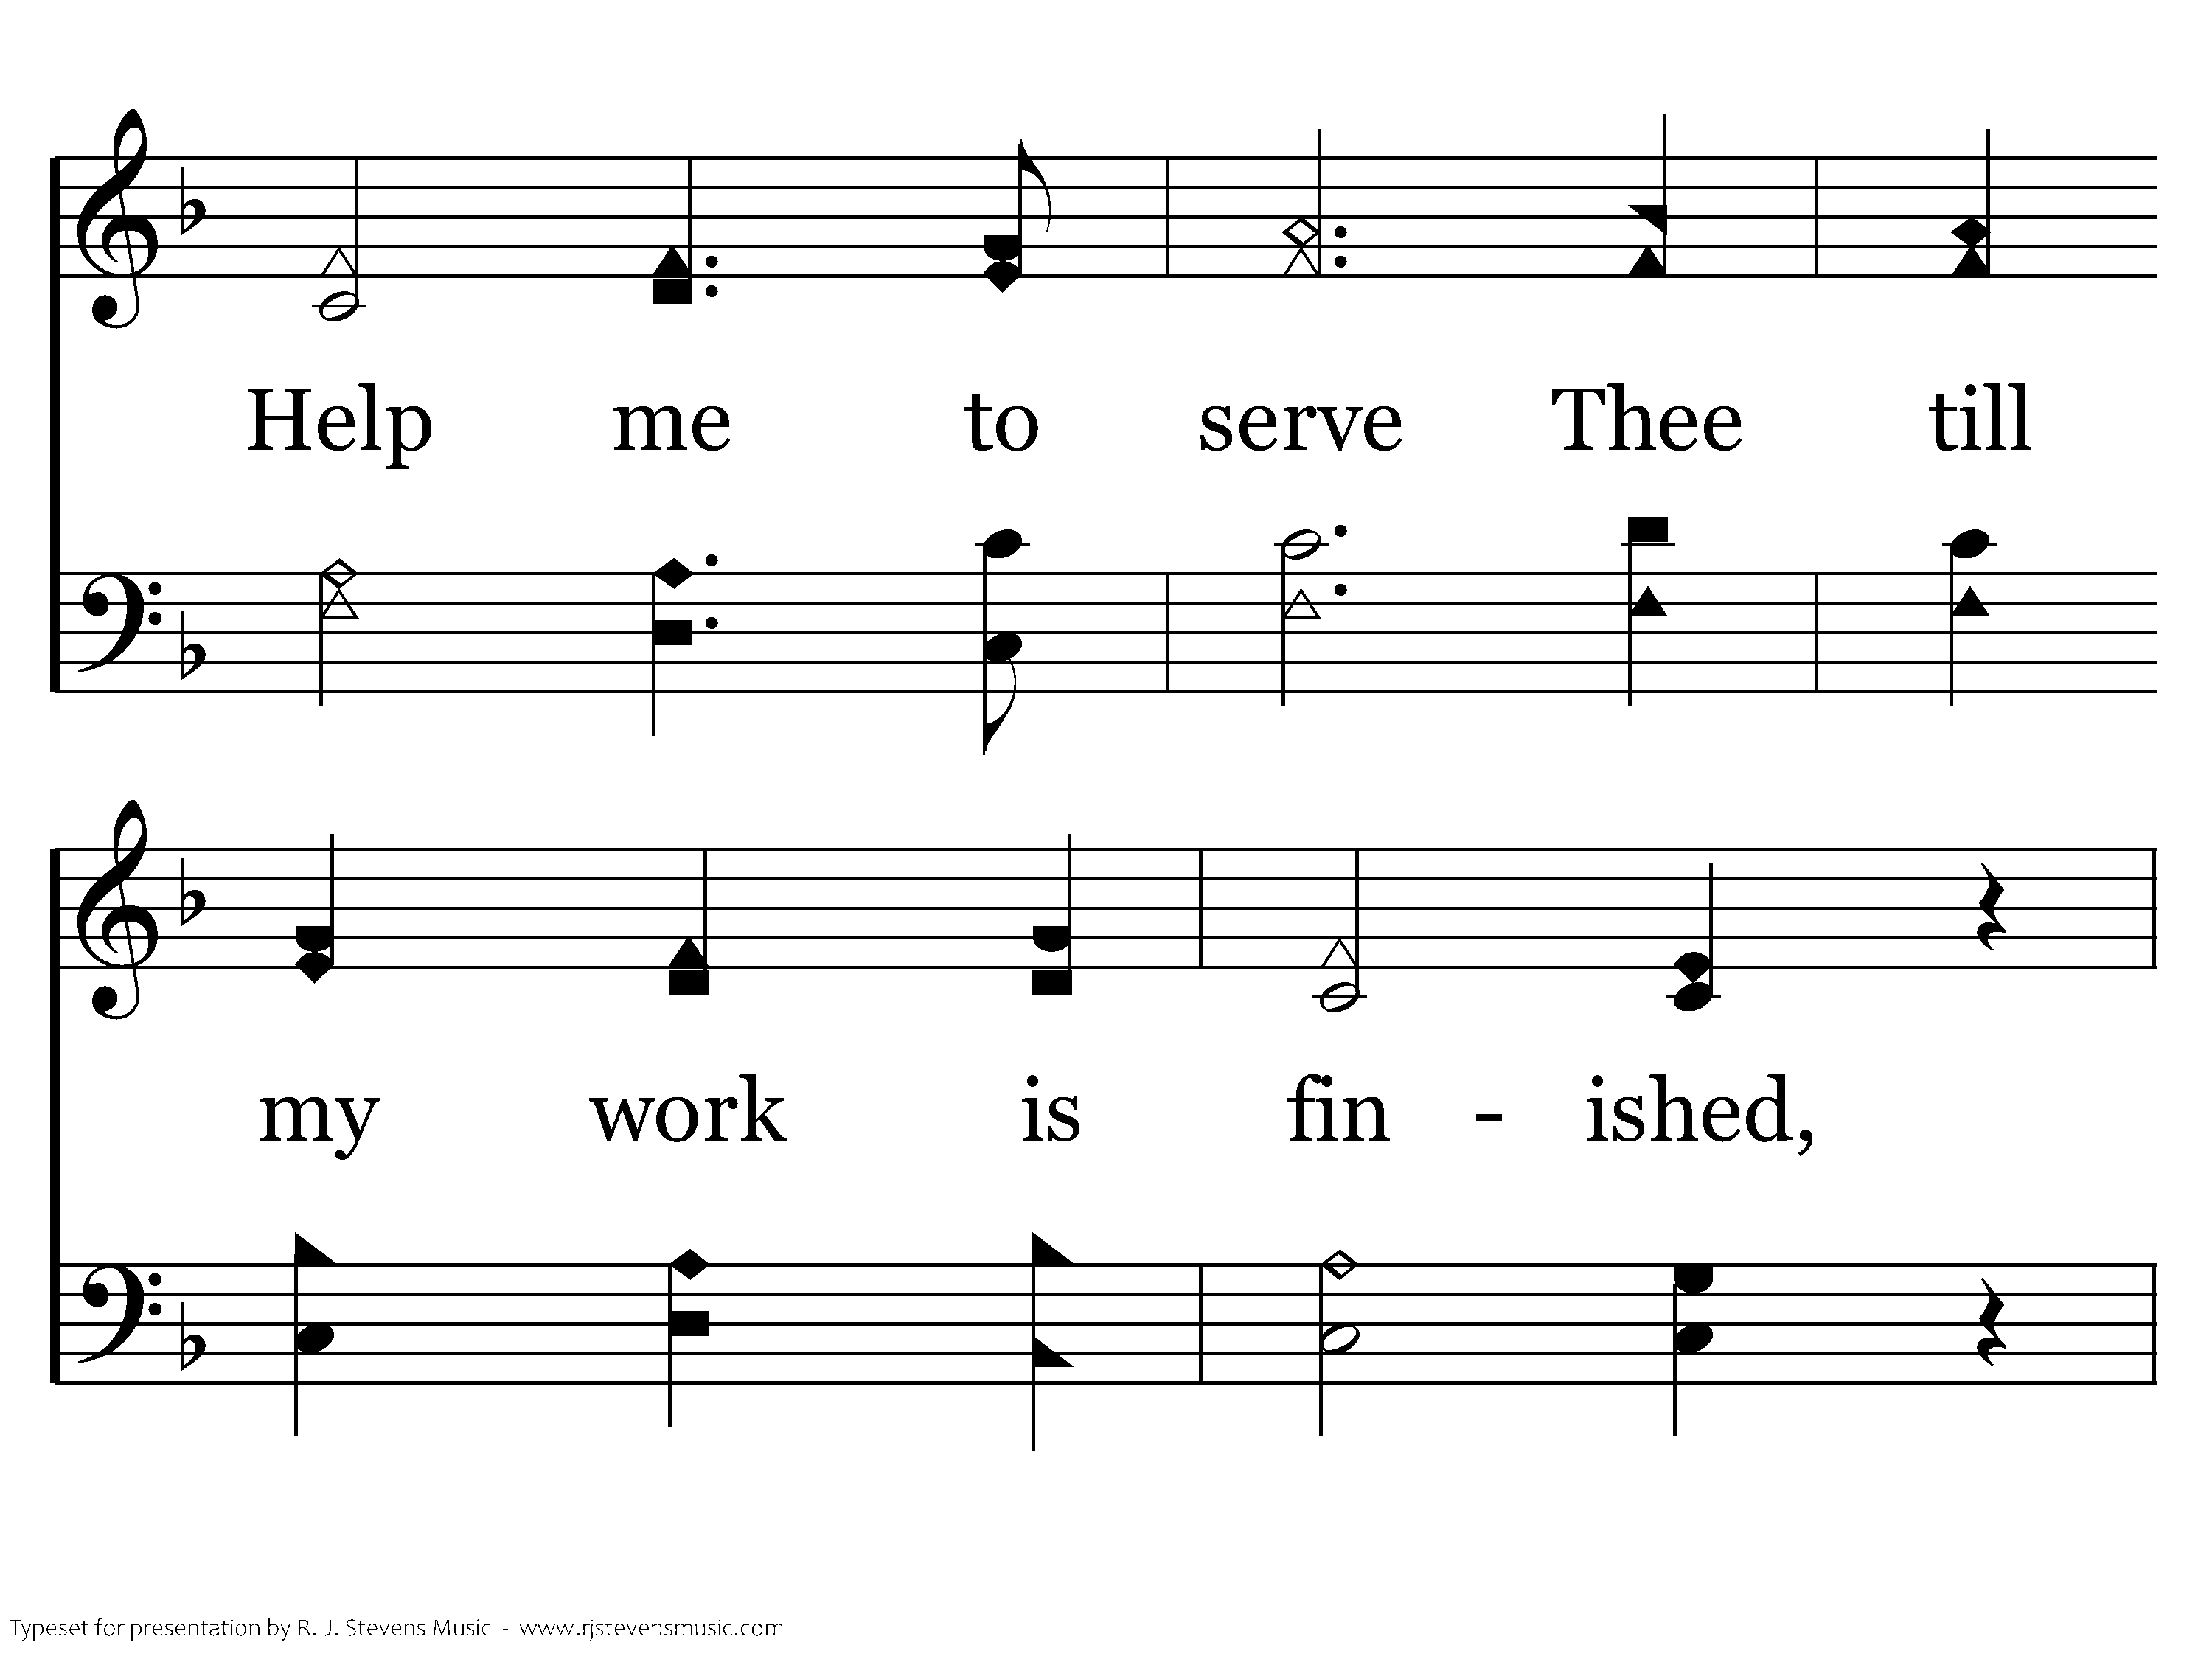 Help me to serve Thee till
my work is fin - ished,
Typeset for presentation by R. J. Stevens Music - www.rjstevensmusic.com